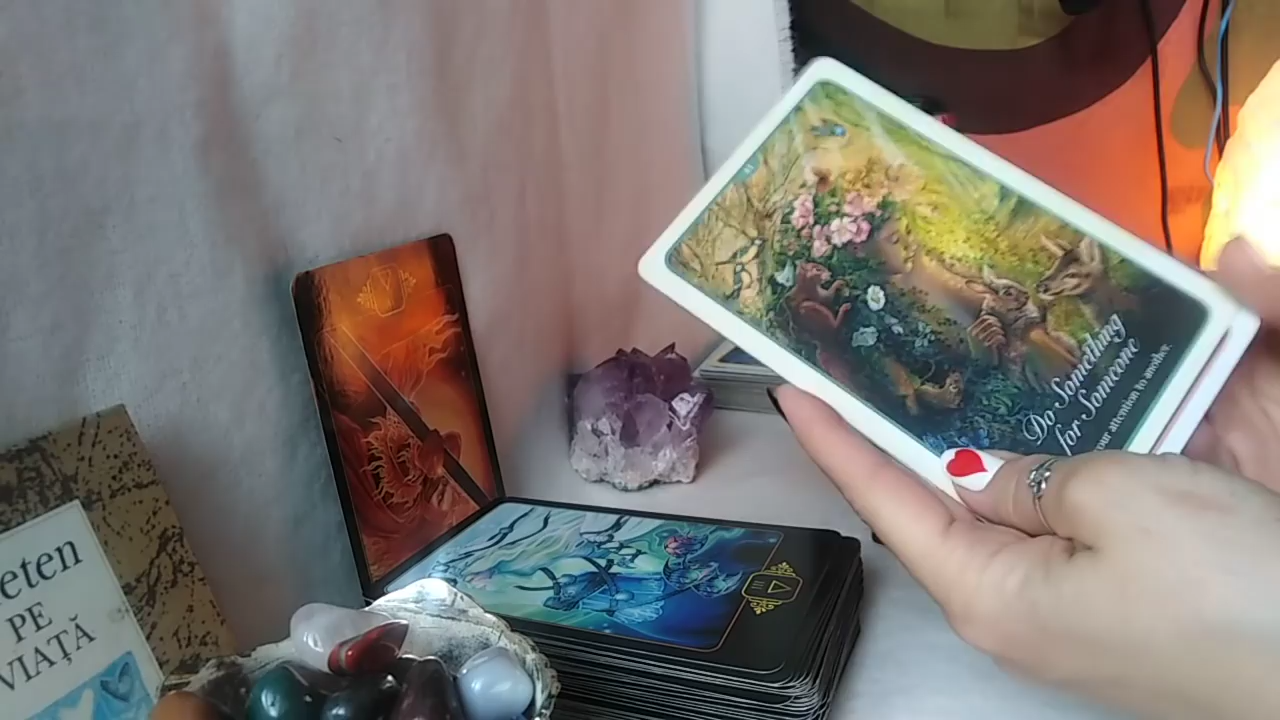 Do Something
for Someone
your attention to another.
eten
PE
VIAȚĂ